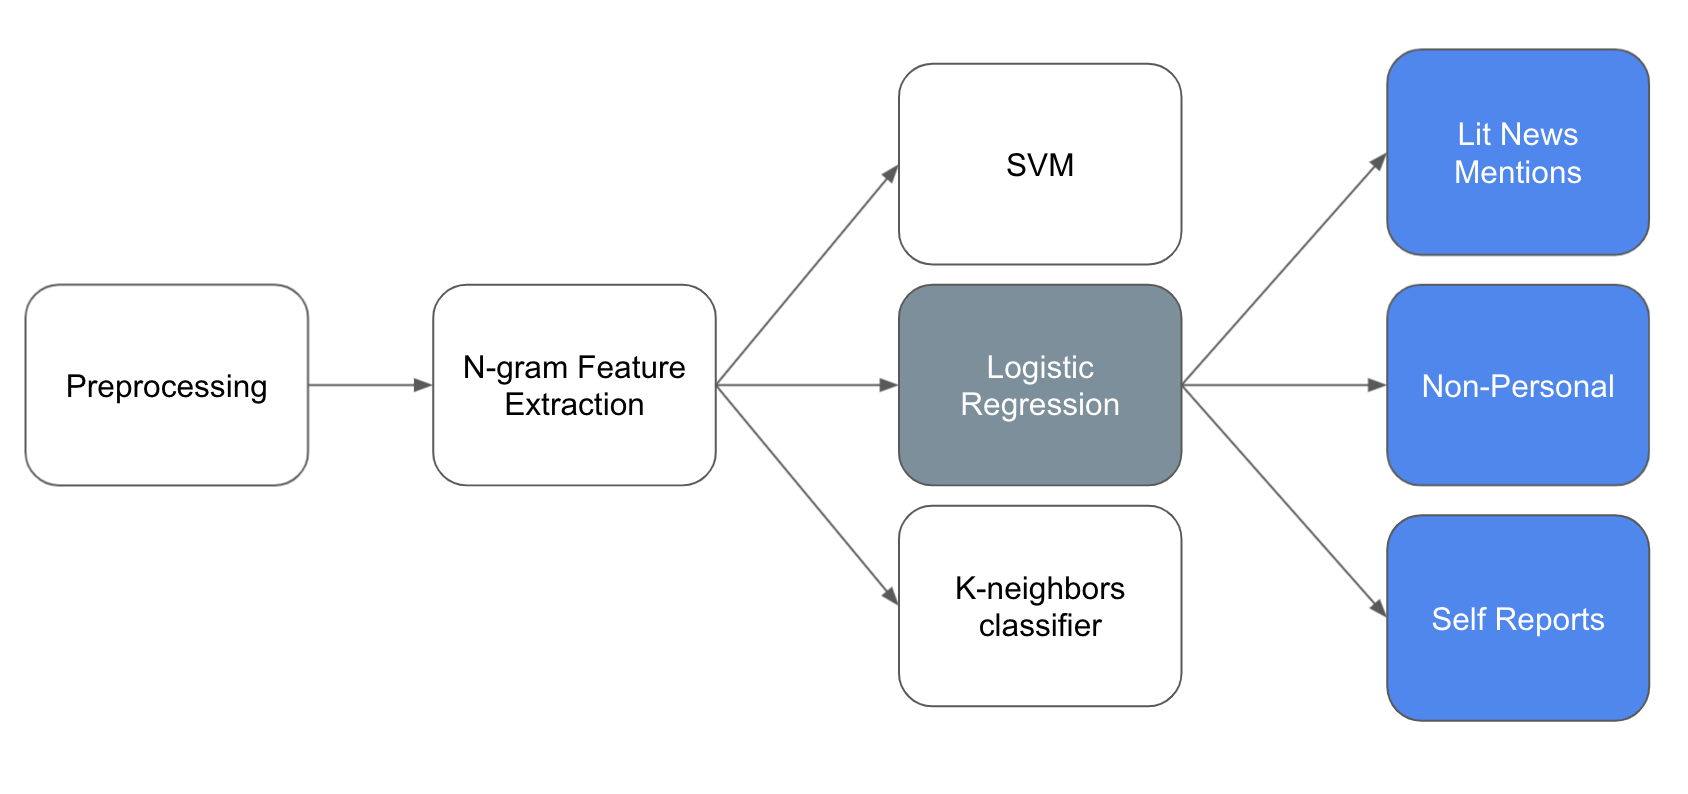 Preprocessing
N-gram Feature
Extraction
SVM
Logistic
Regression
K-neighbors
classifier
Lit News
Mentions
Non-Personal
Self Reports